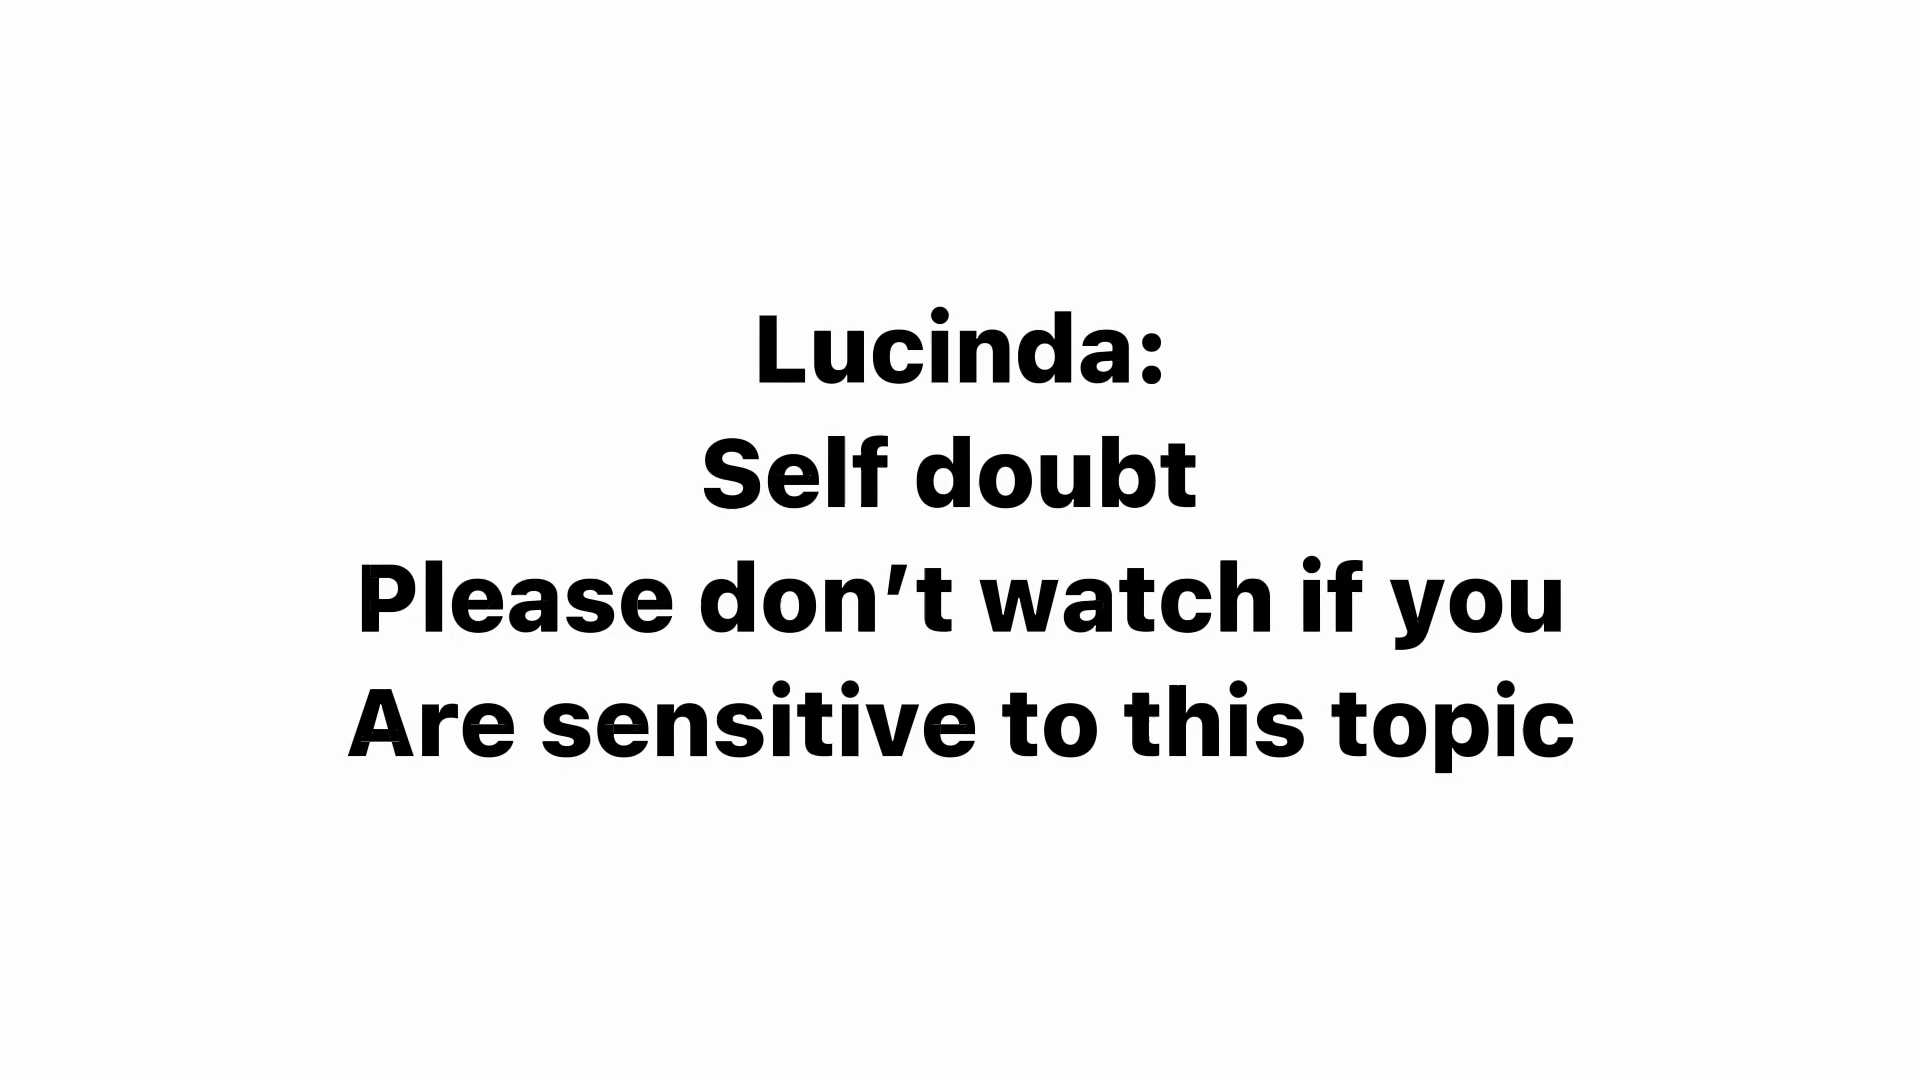 Lucinda:
Self doubt
Please don’t watch if you
Are sensitive to this topic